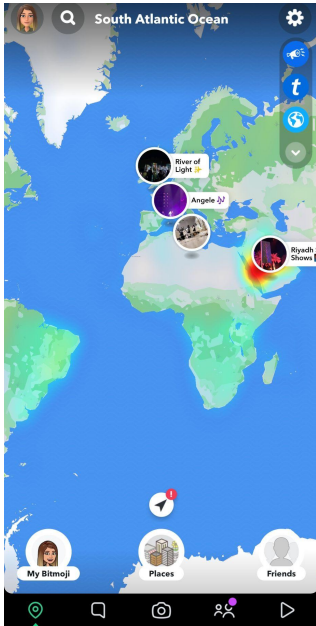 South Atlantic Ocean
t
River of
Light ✨
Angele 🎶
Riyadh
Shows
!
My Bitmoji
Places
Friends